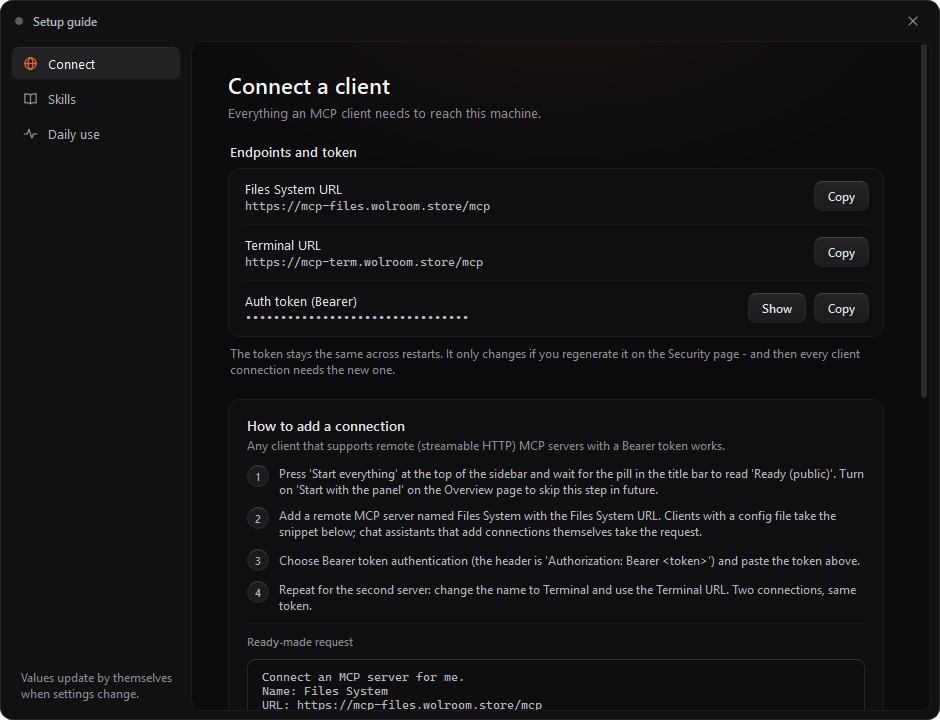 Setup guide
Connect
Skills
Daily use
Connect a client
Everything an MCP client needs to reach this machine.
Endpoints and token
Files System URL
https://mcp-files.wolroom.store/mcp
Copy
Terminal URL
https://mcp-term.wolroom.store/mcp
Copy
Auth token (Bearer)
••••••••••••••••••••••••••••••••
Show
Copy
The token stays the same across restarts. It only changes if you regenerate it on the Security page - and then every client
connection needs the new one.
How to add a connection
Any client that supports remote (streamable HTTP) MCP servers with a Bearer token works.
1 Press 'Start everything' at the top of the sidebar and wait for the pill in the title bar to read 'Ready (public)'. Turn
on 'Start with the panel' on the Overview page to skip this step in future.
2 Add a remote MCP server named Files System with the Files System URL. Clients with a config file take the
snippet below; chat assistants that add connections themselves take the request.
3 Choose Bearer token authentication (the header is 'Authorization: Bearer <token>') and paste the token above.
4 Repeat for the second server: change the name to Terminal and use the Terminal URL. Two connections, same
token.
Ready-made request
Connect an MCP server for me.
Name: Files System
URL: https://mcp-files.wolroom.store/mcp
Values update by themselves
when settings change.